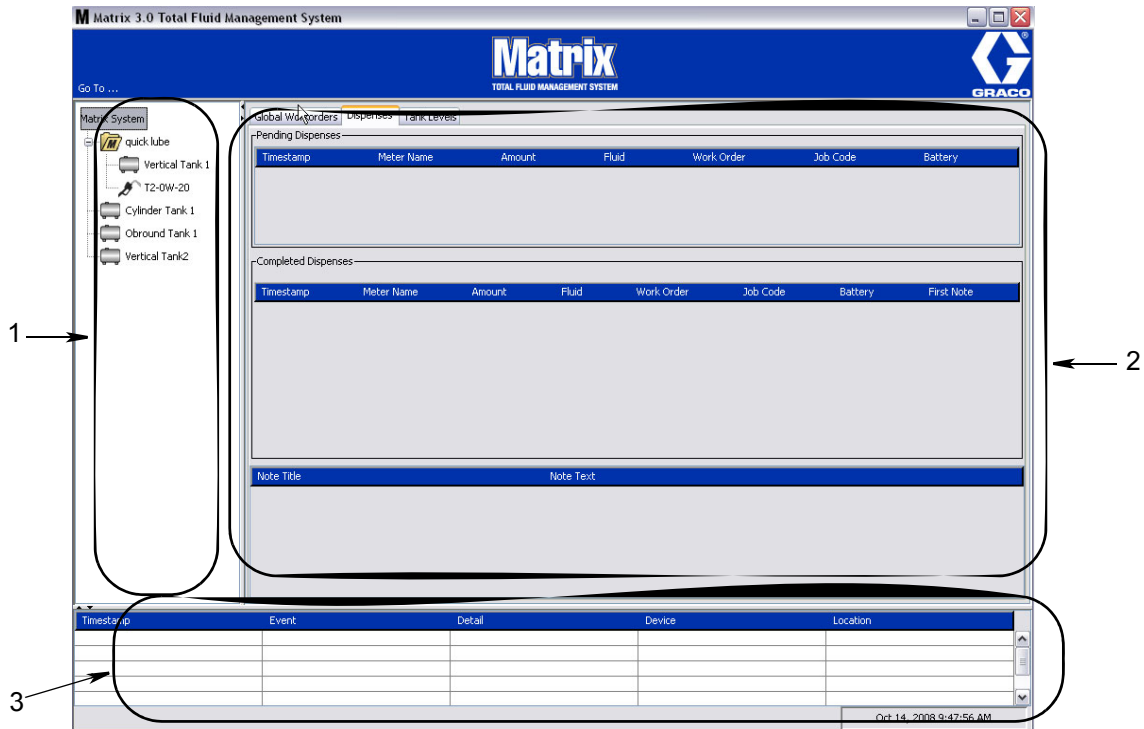 Matrix 3.0 Total Fluid Management System
Matrix
TOTAL FLUID MANAGEMENT SYSTEM
Go To ...
GRACO
Matrix System
quick lube
Vertical Tank 1
T2-0W-20
Cylinder Tank 1
Obround Tank 1
Vertical Tank2
Global Workorders Dispenses Tank Levels
Pending Dispenses
Timestamp Meter Name Amount Fluid Work Order Job Code Battery
Completed Dispenses
Timestamp Meter Name Amount Fluid Work Order Job Code Battery First Note
Note Title Note Text
1
2
Timestamp Event Detail Device Location
3
Oct 14, 2008 9:47:56 AM